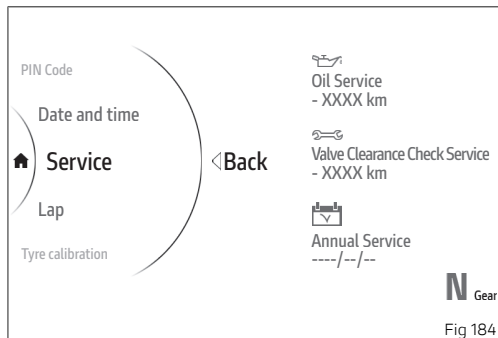 PIN Code
Date and time
Service
Lap
Tyre calibration
Back
Oil Service
- XXXX km
Valve Clearance Check Service
- XXXX km
Annual Service
----/--/--
N Gear
Fig 184